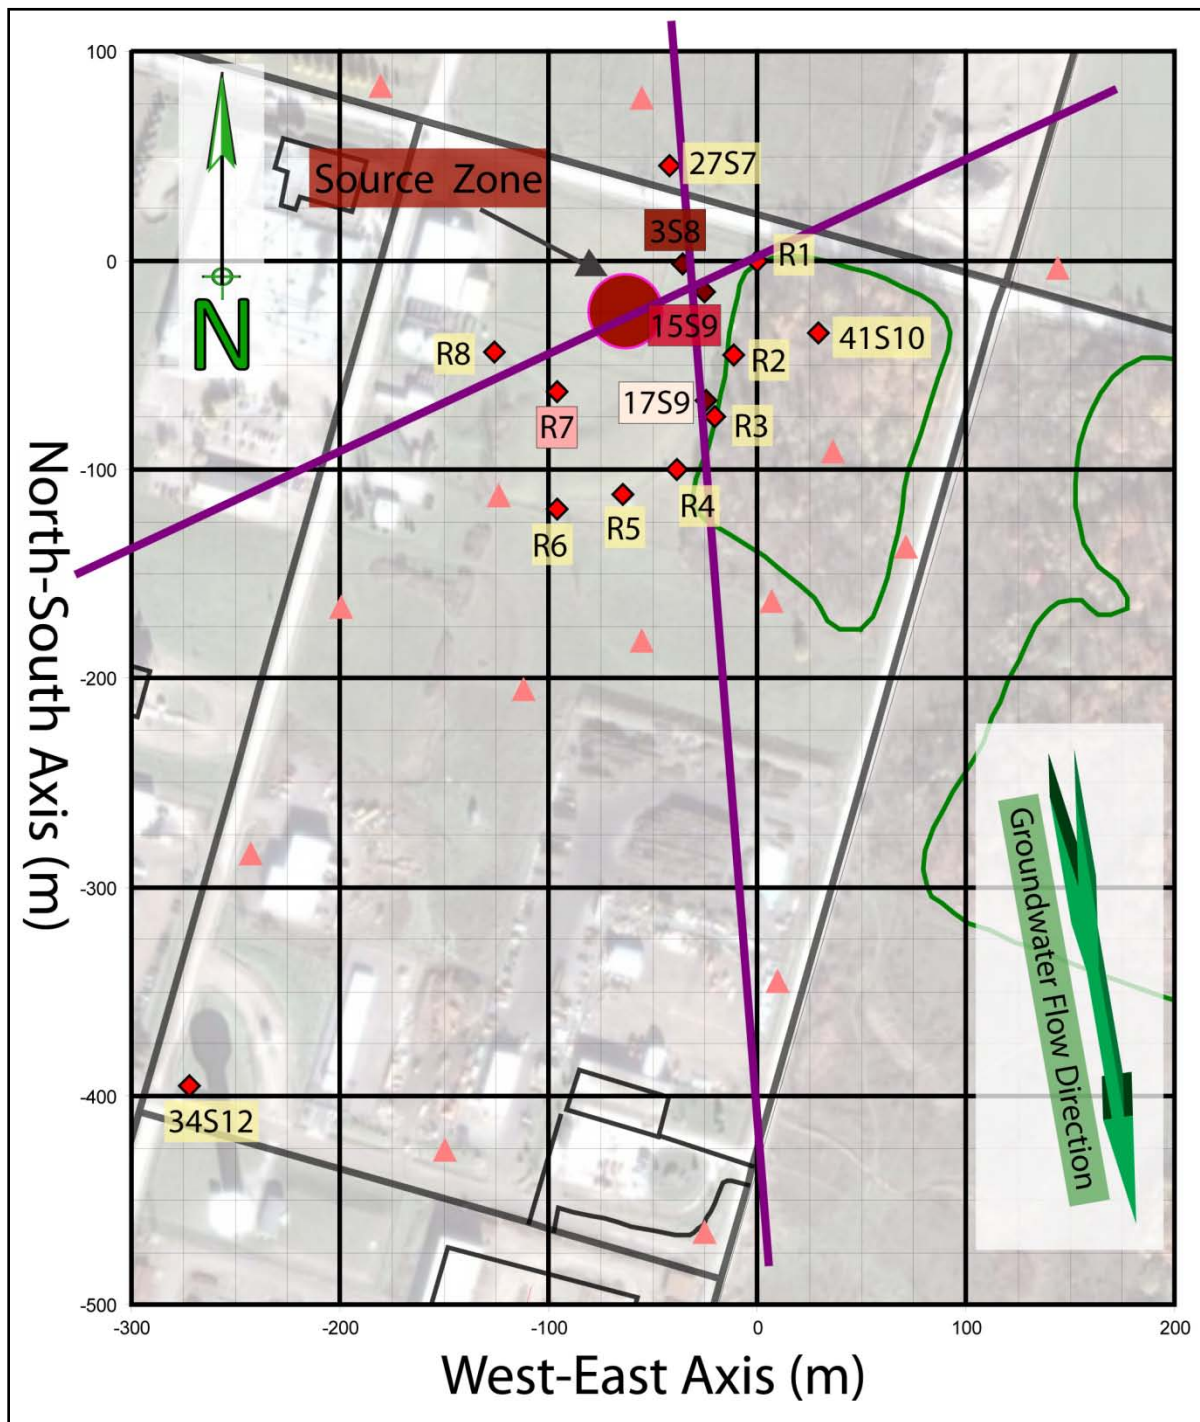 100
27S7
Source Zone
3S8
R1
0
N
15S9
41S10
R8
R2
17S9
R7
R3
-100
R4
R5
R6
North-South Axis (m)
-200
-300
Groundwater Flow Direction
-400
34S12
-500
-300
-200
-100
0
100
200
West-East Axis (m)